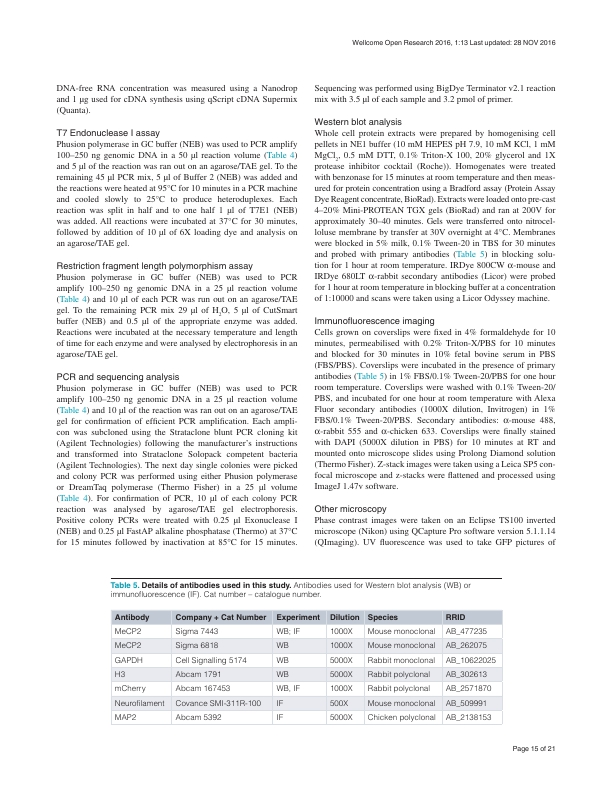 Wellcome Open Research 2016, 1:13 Last updated: 28 NOV 2016
DNA-free RNA concentration was measured using a Nanodrop
and 1 μg used for cDNA synthesis using qScript cDNA Supermix
(Quanta).
T7 Endonuclease I assay
Phusion polymerase in GC buffer (NEB) was used to PCR amplify
100–250 ng genomic DNA in a 50 μl reaction volume (Table 4)
and 5 μl of the reaction was ran out on an agarose/TAE gel. To the
remaining 45 μl PCR mix, 5 μl of Buffer 2 (NEB) was added and
the reactions were heated at 95°C for 10 minutes in a PCR machine
and cooled slowly to 25°C to produce heteroduplexes. Each
reaction was split in half and to one half 1 μl of T7E1 (NEB)
was added. All reactions were incubated at 37°C for 30 minutes,
followed by addition of 10 μl of 6X loading dye and analysis on
an agarose/TAE gel.
Restriction fragment length polymorphism assay
Phusion polymerase in GC buffer (NEB) was used to PCR
amplify 100–250 ng genomic DNA in a 25 μl reaction volume
(Table 4) and 10 μl of each PCR was run out on an agarose/TAE
gel. To the remaining PCR mix 29 μl of H2O, 5 μl of CutSmart
buffer (NEB) and 0.5 μl of the appropriate enzyme was added.
Reactions were incubated at the necessary temperature and length
of time for each enzyme and were analysed by electrophoresis in an
agarose/TAE gel.
PCR and sequencing analysis
Phusion polymerase in GC buffer (NEB) was used to PCR
amplify 100–250 ng genomic DNA in a 25 μl reaction volume
(Table 4) and 10 μl of the reaction was ran out on an agarose/TAE
gel for confirmation of efficient PCR amplification. Each ampli-
con was subcloned using the Strataclone blunt PCR cloning kit
(Agilent Technologies) following the manufacturer's instructions
and transformed into Strataclone Solopack competent bacteria
(Agilent Technologies). The next day single colonies were picked
and colony PCR was performed using either Phusion polymerase
or DreamTaq polymerase (Thermo Fisher) in a 25 μl volume
(Table 4). For confirmation of PCR, 10 μl of each colony PCR
reaction was analysed by agarose/TAE gel electrophoresis.
Positive colony PCRs were treated with 0.25 μl Exonuclease I
(NEB) and 0.25 μl FastAP alkaline phosphatase (Thermo) at 37°C
for 15 minutes followed by inactivation at 85°C for 15 minutes.
Sequencing was performed using BigDye Terminator v2.1 reaction
mix with 3.5 μl of each sample and 3.2 pmol of primer.
Western blot analysis
Whole cell protein extracts were prepared by homogenising cell
pellets in NE1 buffer (10 mM HEPES pH 7.9, 10 mM KCl, 1 mM
MgCl2, 0.5 mM DTT, 0.1% Triton-X 100, 20% glycerol and 1X
protease inhibitor cocktail (Roche)). Homogenates were treated
with benzonase for 15 minutes at room temperature and then meas-
ured for protein concentration using a Bradford assay (Protein Assay
Dye Reagent concentrate, BioRad). Extracts were loaded onto pre-cast
4–20% Mini-PROTEAN TGX gels (BioRad) and ran at 200V for
approximately 30–40 minutes. Gels were transferred onto nitrocel-
loluse membrane by transfer at 30V overnight at 4°C. Membranes
were blocked in 5% milk, 0.1% Tween-20 in TBS for 30 minutes
and probed with primary antibodies (Table 5) in blocking solu-
tion for 1 hour at room temperature. IRDye 800CW α-mouse and
IRDye 680LT α-rabbit secondary antibodies (Licor) were probed
for 1 hour at room temperature in blocking buffer at a concentration
of 1:10000 and scans were taken using a Licor Odyssey machine.
Immunofluorescence imaging
Cells grown on coverslips were fixed in 4% formaldehyde for 10
minutes, permeabilised with 0.2% Triton-X/PBS for 10 minutes
and blocked for 30 minutes in 10% fetal bovine serum in PBS
(FBS/PBS). Coverslips were incubated in the presence of primary
antibodies (Table 5) in 1% FBS/0.1% Tween-20/PBS for one hour
room temperature. Coverslips were washed with 0.1% Tween-20/
PBS, and incubated for one hour at room temperature with Alexa
Fluor secondary antibodies (1000X dilution, Invitrogen) in 1%
FBS/0.1% Tween-20/PBS. Secondary antibodies: α-mouse 488,
α-rabbit 555 and α-chicken 633. Coverslips were finally stained
with DAPI (5000X dilution in PBS) for 10 minutes at RT and
mounted onto microscope slides using Prolong Diamond solution
(Thermo Fisher). Z-stack images were taken using a Leica SP5 con-
focal microscope and z-stacks were flattened and processed using
ImageJ 1.47v software.
Other microscopy
Phase contrast images were taken on an Eclipse TS100 inverted
microscope (Nikon) using QCapture Pro software version 5.1.1.14
(QImaging). UV fluorescence was used to take GFP pictures of
Table 5. Details of antibodies used in this study. Antibodies used for Western blot analysis (WB) or
immunofluorescence (IF). Cat number – catalogue number.
Antibody Company + Cat Number Experiment Dilution Species RRID
MeCP2 Sigma 7443 WB; IF 1000X Mouse monoclonal AB_477235
MeCP2 Sigma 6818 WB 1000X Mouse monoclonal AB_262075
GAPDH Cell Signalling 5174 WB 5000X Rabbit monoclonal AB_10622025
H3 Abcam 1791 WB 5000X Rabbit polyclonal AB_302613
mCherry Abcam 167453 WB, IF 1000X Rabbit polyclonal AB_2571870
Neurofilament Covance SMI-311R-100 IF 500X Mouse monoclonal AB_509991
MAP2 Abcam 5392 IF 5000X Chicken polyclonal AB_2138153
Page 15 of 21